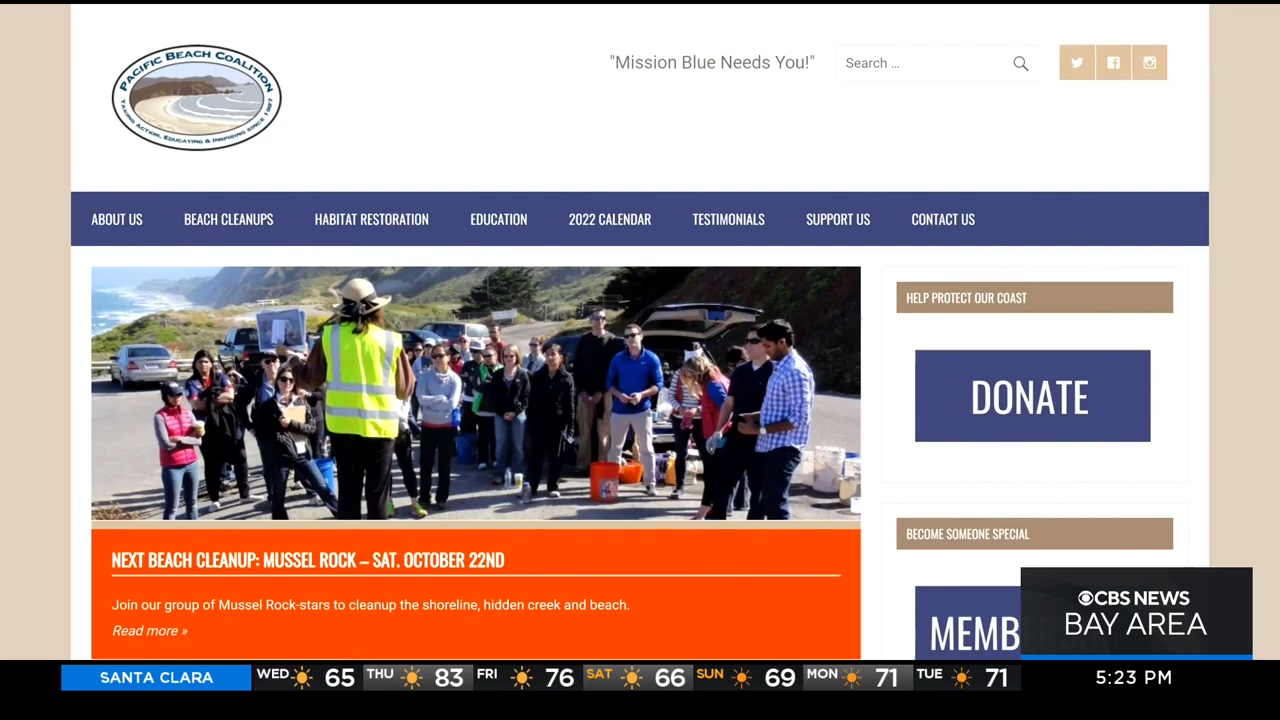 PACIFIC BEACH COALITION
TAKING ACTION, EDUCATING & INSPIRING SINCE 1997
"Mission Blue Needs You!"
Search ...
ABOUT US
BEACH CLEANUPS
HABITAT RESTORATION
EDUCATION
2022 CALENDAR
TESTIMONIALS
SUPPORT US
CONTACT US
HELP PROTECT OUR COAST
DONATE
NEXT BEACH CLEANUP: MUSSEL ROCK – SAT. OCTOBER 22ND
Join our group of Mussel Rock-stars to cleanup the shoreline, hidden creek and beach.
Read more »
BECOME SOMEONE SPECIAL
MEMB
CBS NEWS
BAY AREA
SANTA CLARA
WED 65 THU 83 FRI 76 SAT 66 SUN 69 MON 71 TUE 71
5:23 PM